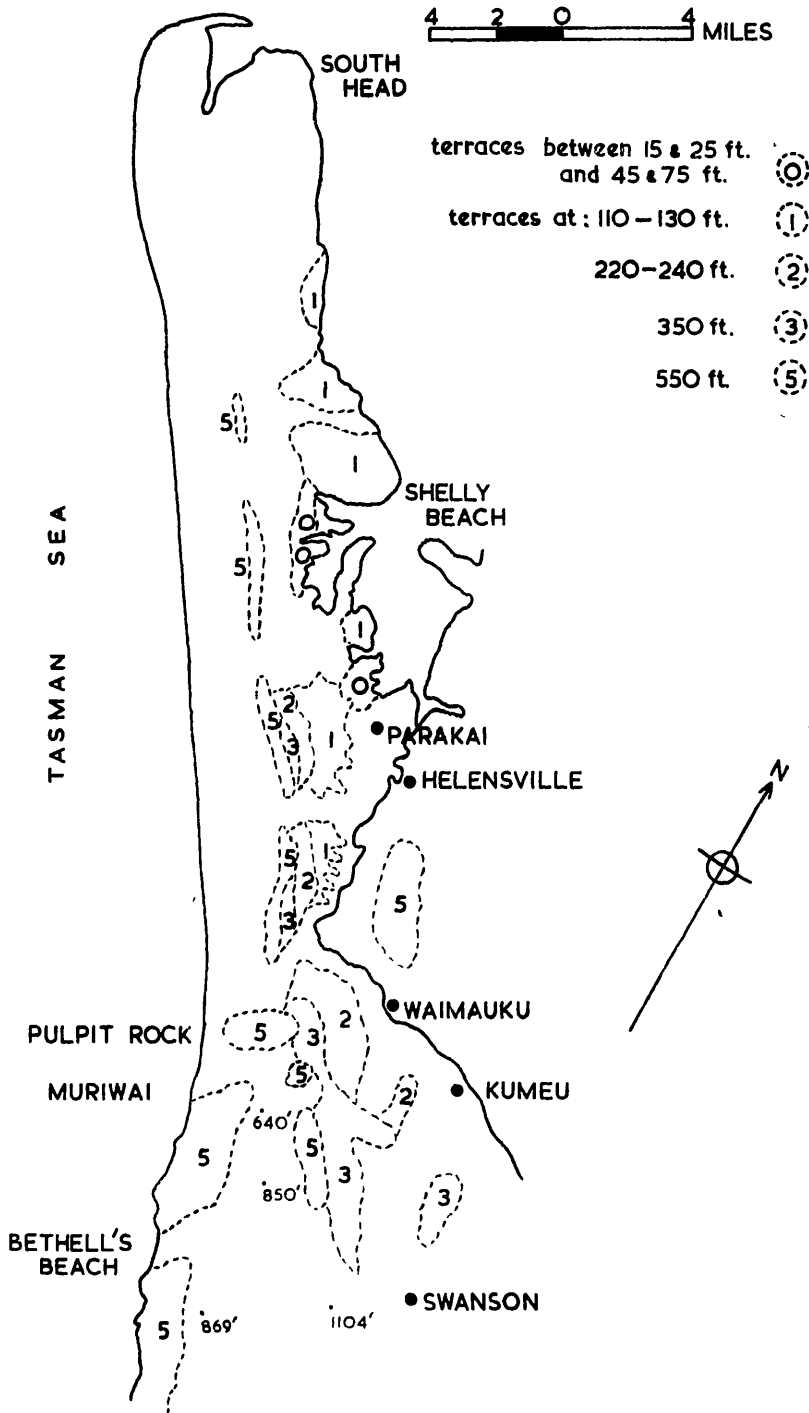 4 2 0 4 MILES
SOUTH
HEAD
terraces between 15 & 25 ft.
and 45 & 75 ft. 0
terraces at : 110 – 130 ft. 1
220–240 ft. 2
350 ft. 3
550 ft. 5
1
1
5
1
SHELLY
BEACH
0
0
5
TASMAN SEA
1
0
2
5
3
1
PARAKAI
HELENSVILLE
N
1
5
2
3
5
WAIMAUKU
2
PULPIT ROCK
5
3
5
MURIWAI
2
KUMEU
640'
5
5
3
850'
3
BETHELL'S
BEACH
SWANSON
5
869'
1104'